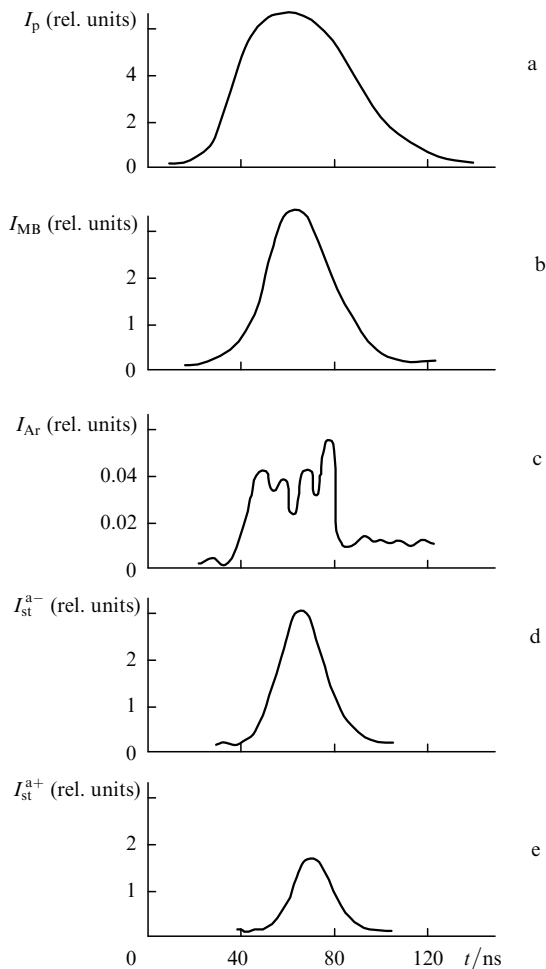 I_p (rel. units)
4
2
0
a
I_MB (rel. units)
2
1
0
b
I_Ar (rel. units)
0.04
0.02
0
c
I_st^a− (rel. units)
2
1
0
d
I_st^a+ (rel. units)
2
1
e
0 40 80 120 t/ns